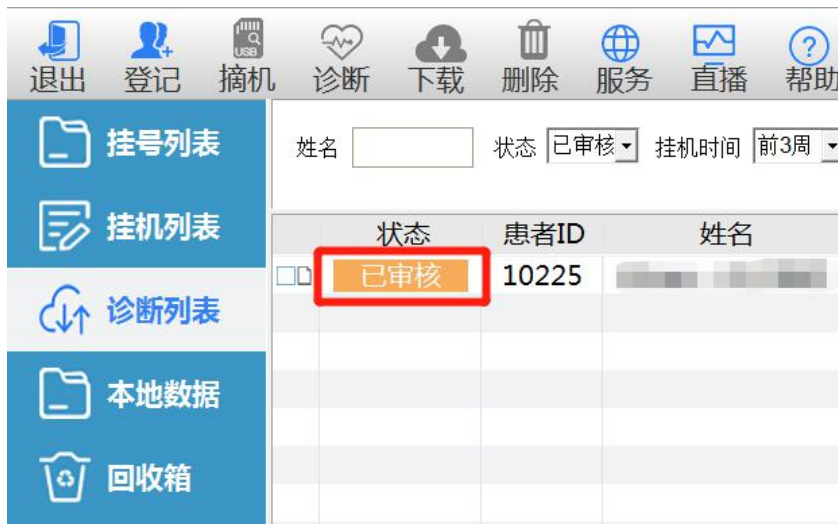 退出 登记 摘机 诊断 下载 删除 服务 直播 帮助
USB
挂号列表
姓名 状态 已审核 挂机时间 前3周
挂机列表
状态 患者ID 姓名
已审核 10225
诊断列表
本地数据
回收箱